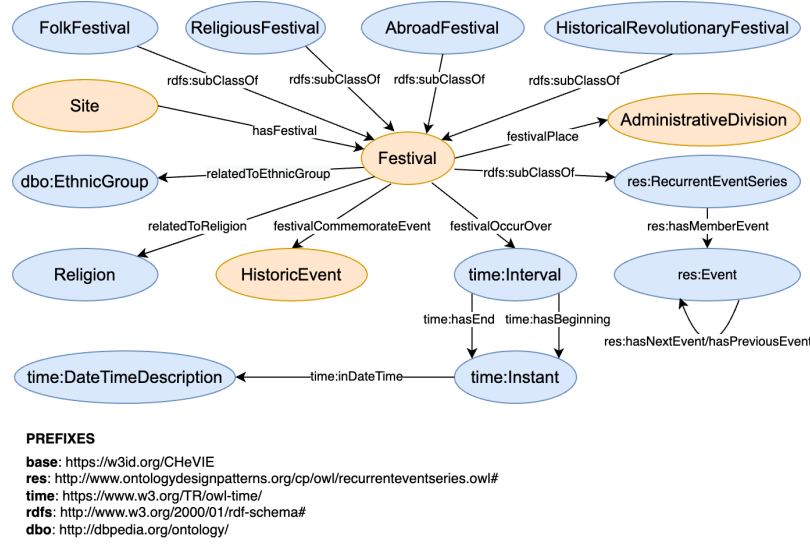 FolkFestival
ReligiousFestival
AbroadFestival
HistoricalRevolutionaryFestival
rdfs:subClassOf
rdfs:subClassOf
rdfs:subClassOf
rdfs:subClassOf
Site
hasFestival
AdministrativeDivision
festivalPlace
Festival
dbo:EthnicGroup
relatedToEthnicGroup
rdfs:subClassOf
res:RecurrentEventSeries
relatedToReligion
festivalCommemorateEvent
festivalOccurOver
res:hasMemberEvent
Religion
HistoricEvent
time:Interval
res:Event
time:hasEnd
time:hasBeginning
res:hasNextEvent/hasPreviousEvent
time:DateTimeDescription
time:inDateTime
time:Instant
PREFIXES
base: https://w3id.org/CHeVIE
res: http://www.ontologydesignpatterns.org/cp/owl/recurrenteventseries.owl#
time: https://www.w3.org/TR/owl-time/
rdfs: http://www.w3.org/2000/01/rdf-schema#
dbo: http://dbpedia.org/ontology/